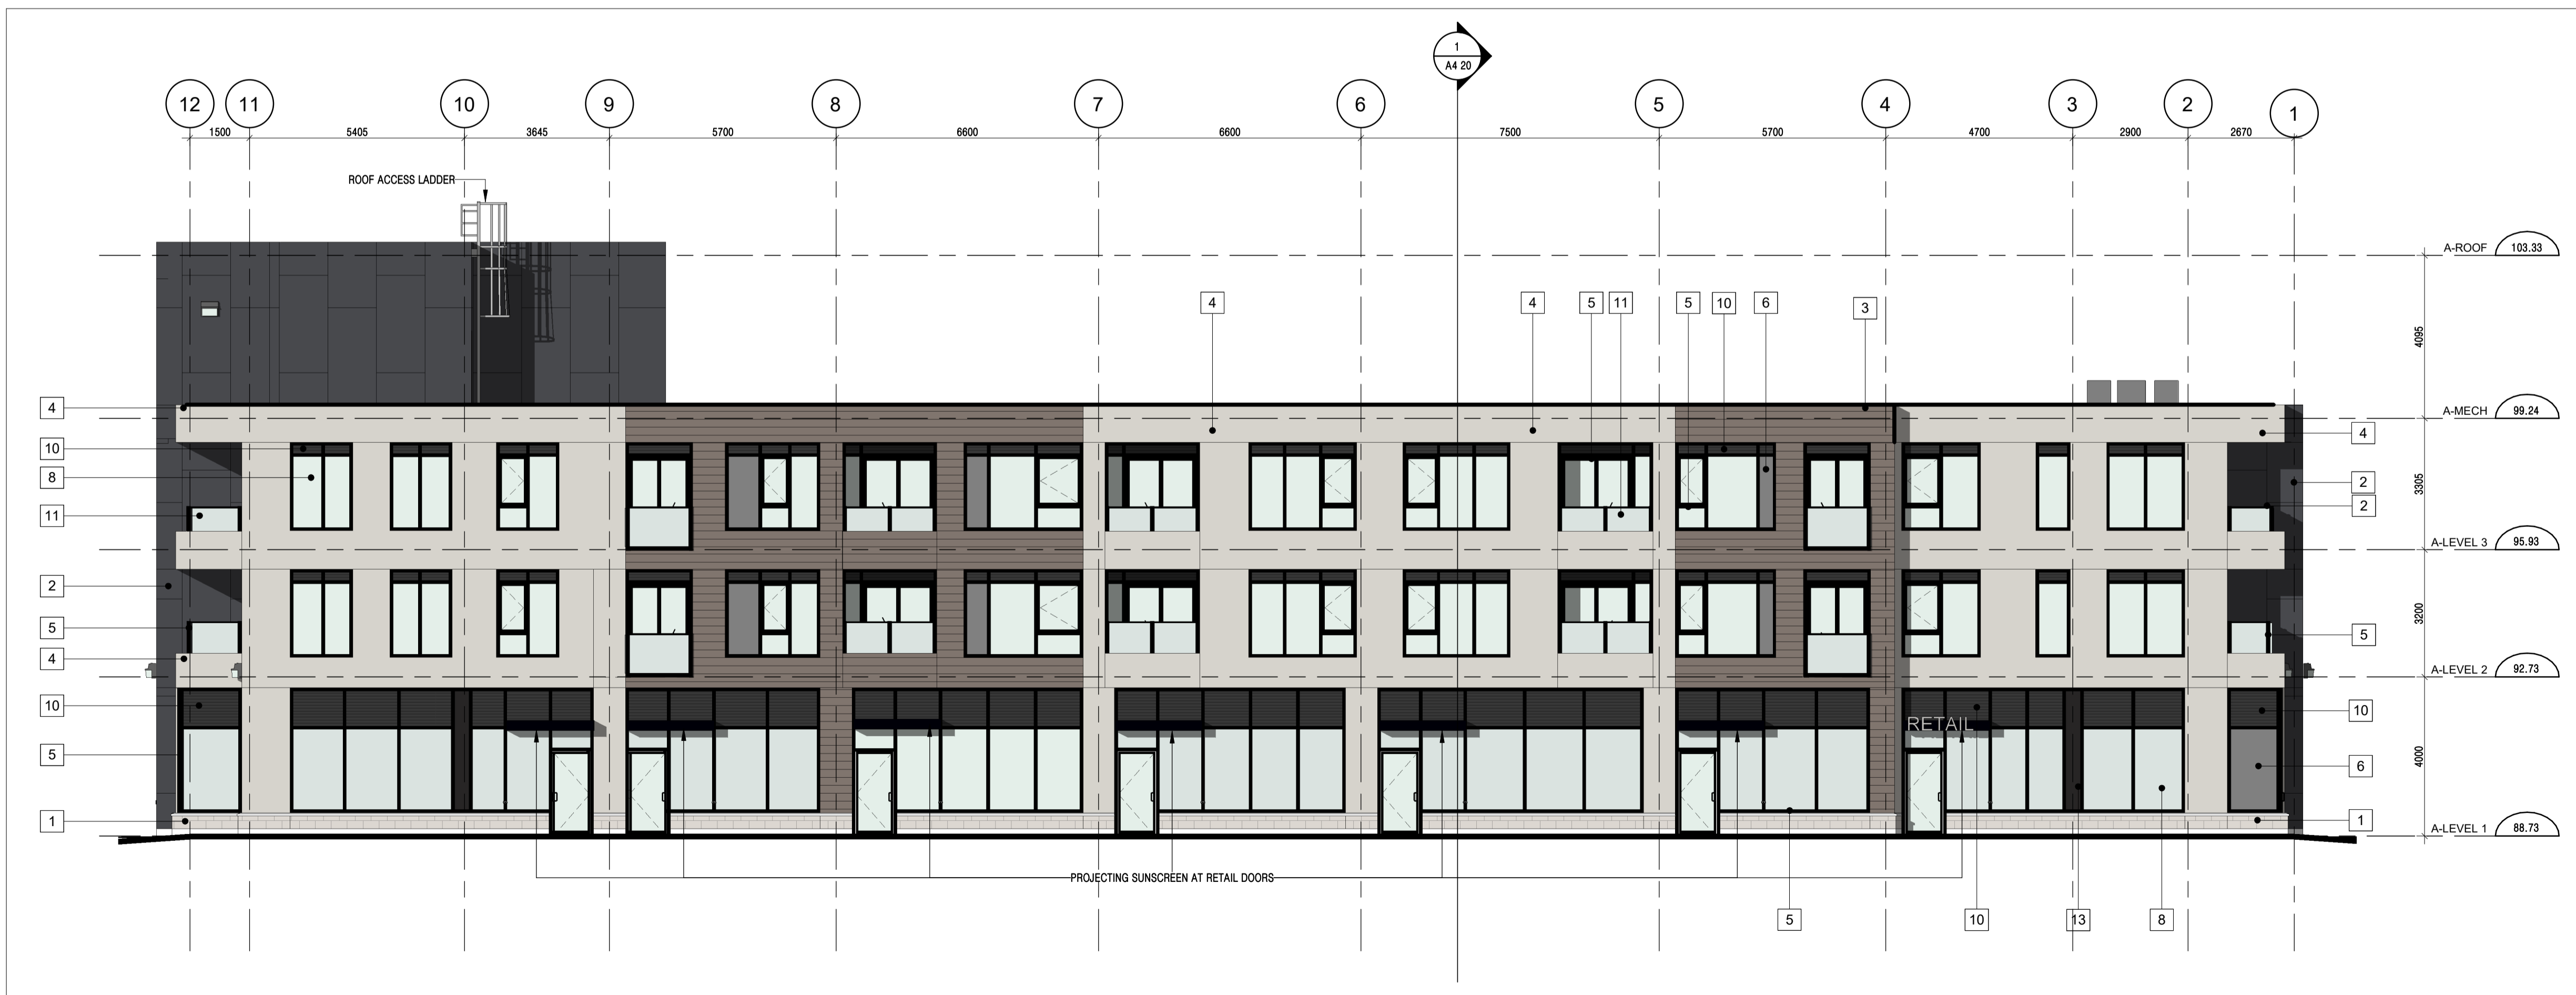 1
A4 20
12 11 10 9 8 7 6 5 4 3 2 1
1500 5405 3645 5700 6600 6600 7500 5700 4700 2900 2670
ROOF ACCESS LADDER
A-ROOF 103.33
4 4 5 11 5 10 6 3
4095
4
A-MECH 99.24
4
10
8
2
3305
11
2
A-LEVEL 3 95.93
2
5
5
3200
4
A-LEVEL 2 92.73
10
10
RETAIL
5
6
4000
1
1
A-LEVEL 1 88.73
PROJECTING SUNSCREEN AT RETAIL DOORS
5 10 13 8